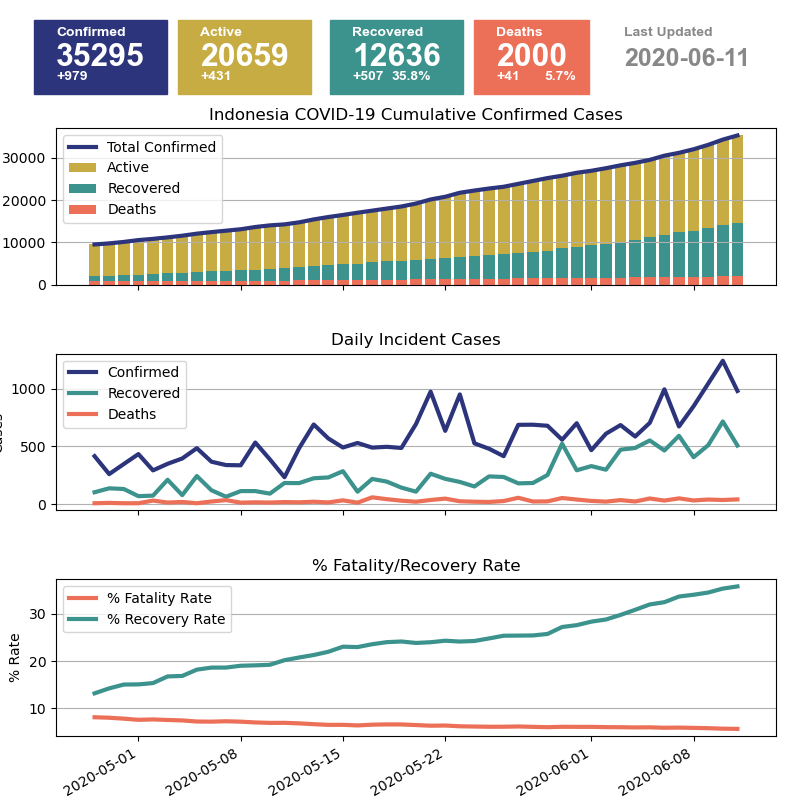 Confirmed
35295
+979
Active
20659
+431
Recovered
12636
+507 35.8%
Deaths
2000
+41 5.7%
Last Updated
2020-06-11
Indonesia COVID-19 Cumulative Confirmed Cases
Total Confirmed
Active
Recovered
Deaths
30000
20000
10000
0
Daily Incident Cases
Confirmed
Recovered
Deaths
1000
500
0
% Fatality/Recovery Rate
% Fatality Rate
% Recovery Rate
% Rate
30
20
10
2020-05-01
2020-05-08
2020-05-15
2020-05-22
2020-06-01
2020-06-08